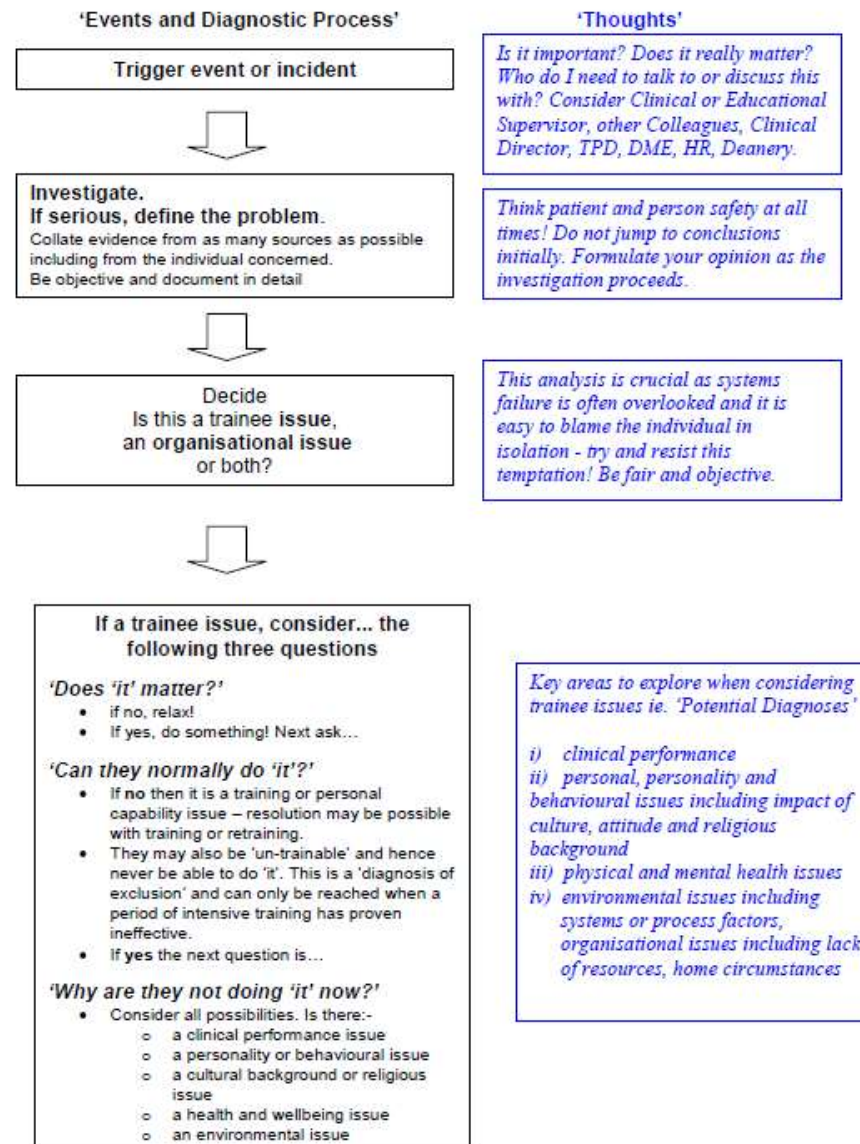 'Events and Diagnostic Process'
Trigger event or incident
Investigate.
If serious, define the problem.
Collate evidence from as many sources as possible
including from the individual concerned.
Be objective and document in detail
Decide
Is this a trainee issue,
an organisational issue
or both?
If a trainee issue, consider... the
following three questions
'Does 'it' matter?'
• if no, relax!
• If yes, do something! Next ask…
'Can they normally do 'it'?'
• If no then it is a training or personal
capability issue – resolution may be possible
with training or retraining.
• They may also be 'un-trainable' and hence
never be able to do 'it'. This is a 'diagnosis of
exclusion' and can only be reached when a
period of intensive training has proven
ineffective.
• If yes the next question is…
'Why are they not doing 'it' now?'
• Consider all possibilities. Is there:-
o a clinical performance issue
o a personality or behavioural issue
o a cultural background or religious
issue
o a health and wellbeing issue
o an environmental issue
'Thoughts'
Is it important? Does it really matter?
Who do I need to talk to or discuss this
with? Consider Clinical or Educational
Supervisor, other Colleagues, Clinical
Director, TPD, DME, HR, Deanery.
Think patient and person safety at all
times! Do not jump to conclusions
initially. Formulate your opinion as the
investigation proceeds.
This analysis is crucial as systems
failure is often overlooked and it is
easy to blame the individual in
isolation - try and resist this
temptation! Be fair and objective.
Key areas to explore when considering
trainee issues ie. 'Potential Diagnoses'
i) clinical performance
ii) personal, personality and
behavioural issues including impact of
culture, attitude and religious
background
iii) physical and mental health issues
iv) environmental issues including
systems or process factors,
organisational issues including lack
of resources, home circumstances